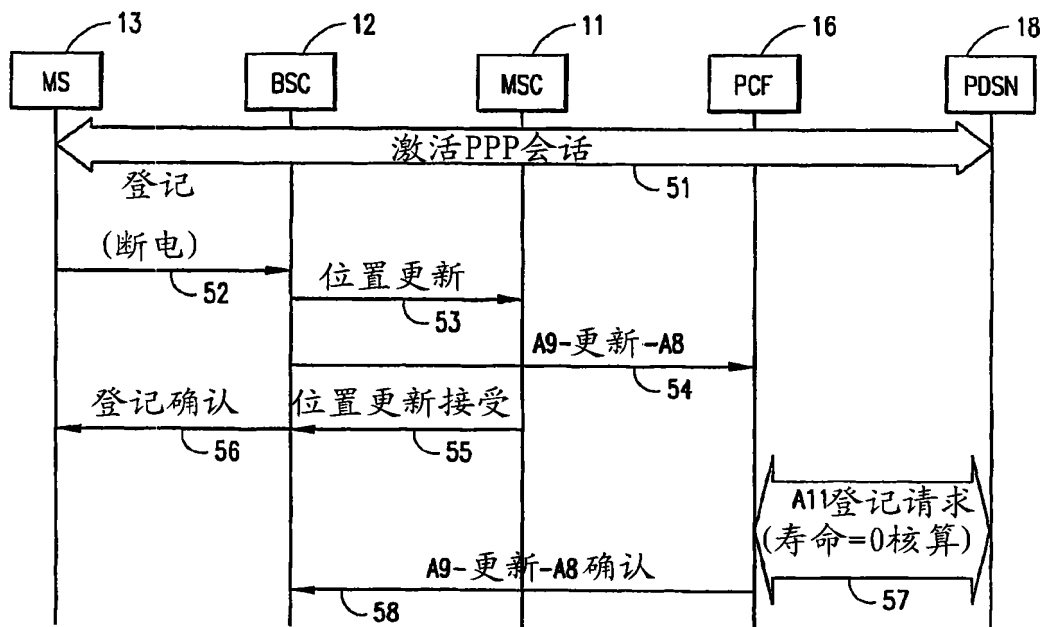 13
12
11
16
18
MS
BSC
MSC
PCF
PDSN
激活PPP会话
51
登记
(断电)
52
位置更新
53
A9-更新-A8
54
登记确认
56
位置更新接受
55
A11登记请求
(寿命=0核算)
57
A9-更新-A8确认
58